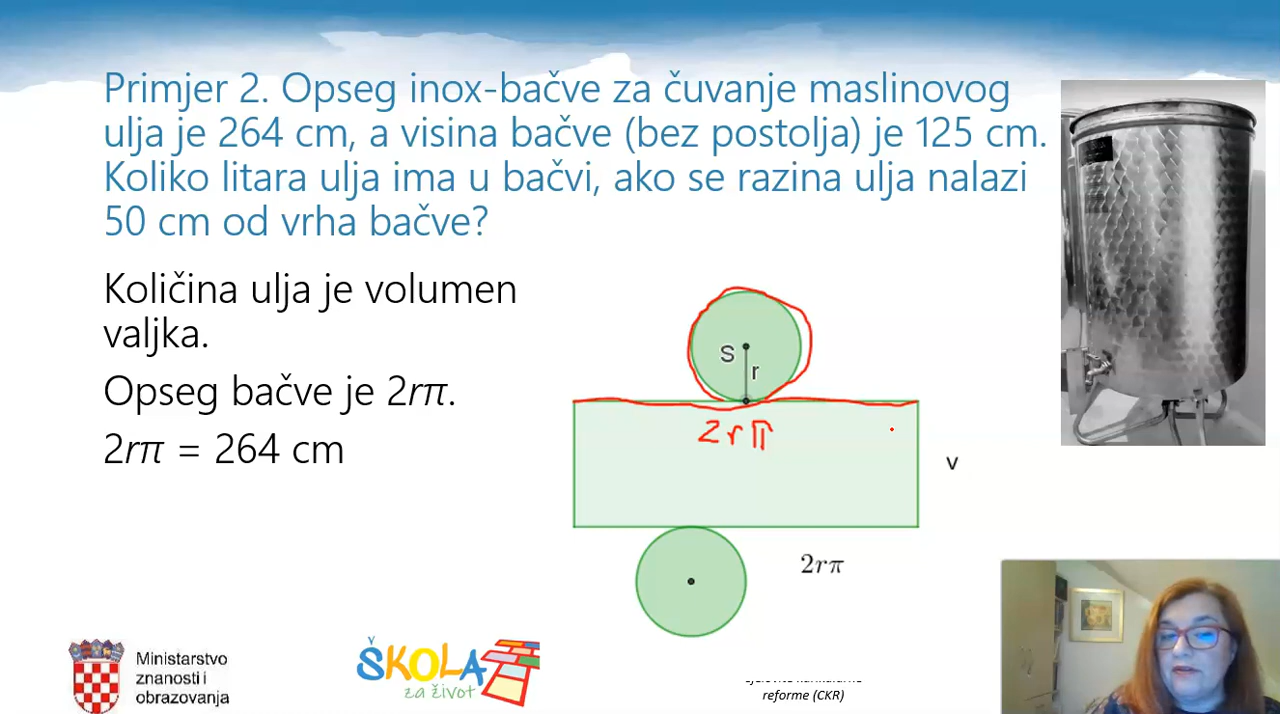 Primjer 2. Opseg inox-bačve za čuvanje maslinovog
ulja je 264 cm, a visina bačve (bez postolja) je 125 cm.
Koliko litara ulja ima u bačvi, ako se razina ulja nalazi
50 cm od vrha bačve?
Količina ulja je volumen
valjka.
Opseg bačve je 2rπ.
2rπ = 264 cm
S
r
2rπ
v
2rπ
Ministarstvo
znanosti i
obrazovanja
ŠKOLA
za život
reforme (CKR)